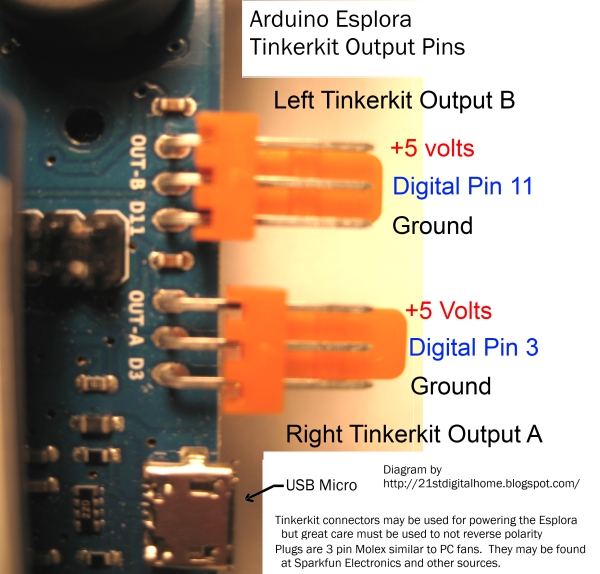 Arduino Esplora
Tinkerkit Output Pins
Left Tinkerkit Output B
+5 volts
Digital Pin 11
Ground
OUT-B D11
+5 Volts
Digital Pin 3
Ground
OUT-A D3
Right Tinkerkit Output A
USB Micro
Diagram by
http://21stdigitalhome.blogspot.com/
Tinkerkit connectors may be used for powering the Esplora
but great care must be used to not reverse polarity
Plugs are 3 pin Molex similar to PC fans. They may be found
at Sparkfun Electronics and other sources.